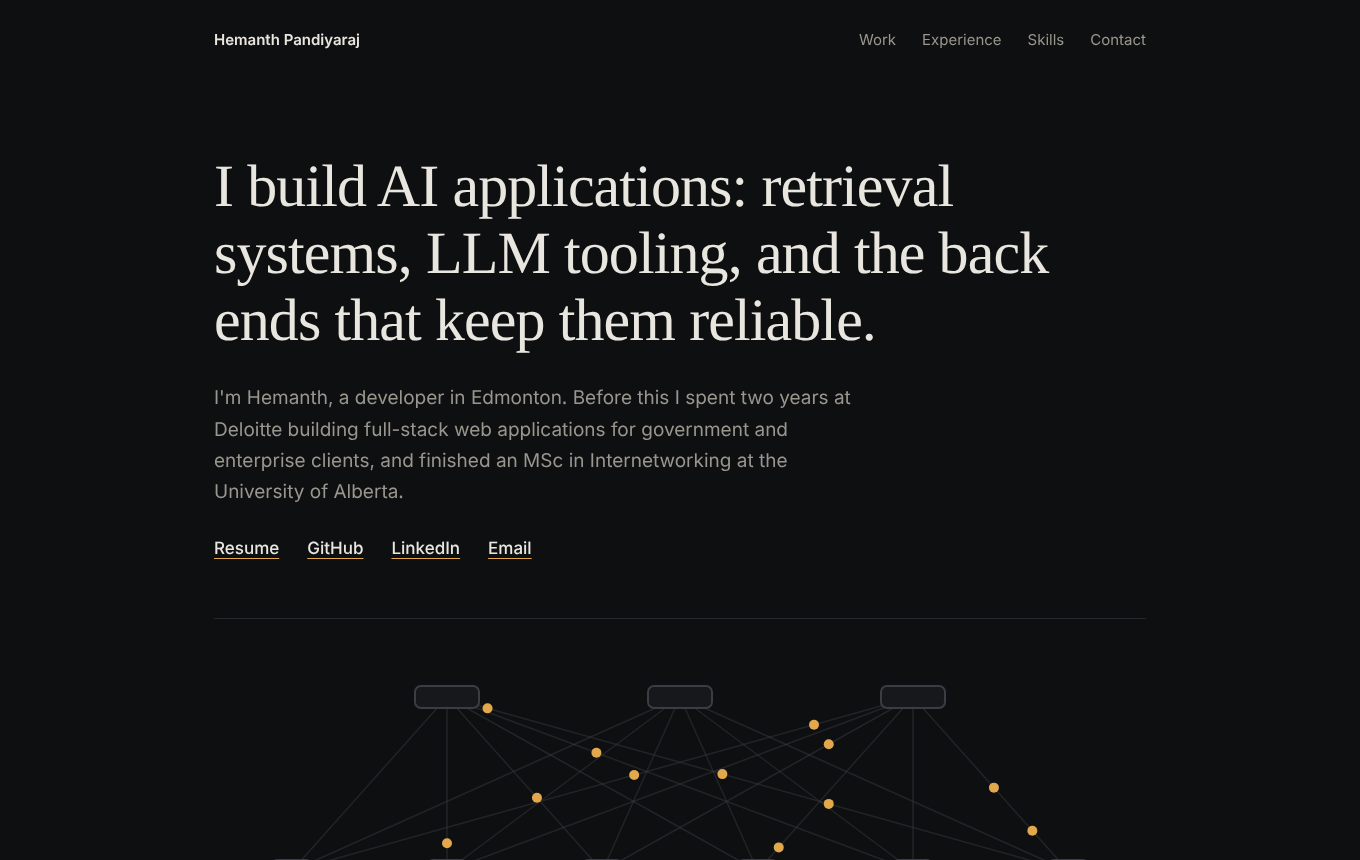 Hemanth Pandiyaraj
Work Experience Skills Contact
I build AI applications: retrieval
systems, LLM tooling, and the back
ends that keep them reliable.
I'm Hemanth, a developer in Edmonton. Before this I spent two years at
Deloitte building full-stack web applications for government and
enterprise clients, and finished an MSc in Internetworking at the
University of Alberta.
Resume GitHub LinkedIn Email